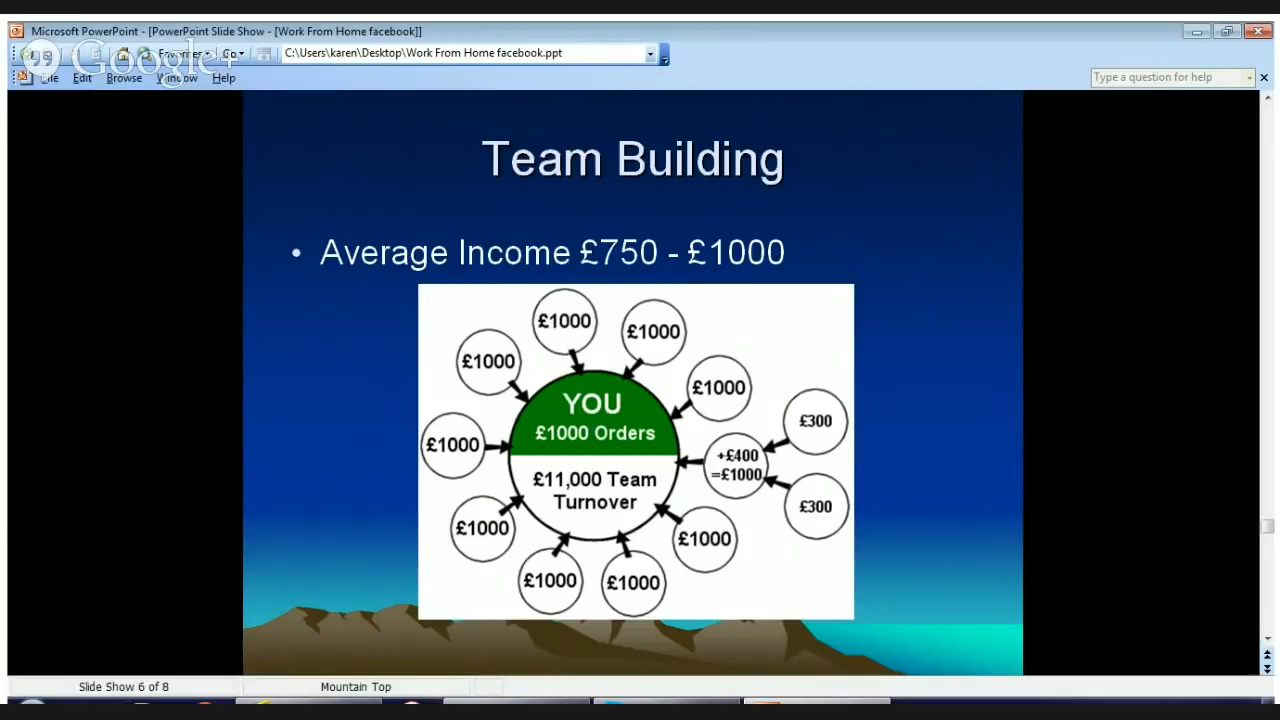 Microsoft PowerPoint - [PowerPoint Slide Show - [Work From Home facebook]]
Google+
Favorites Go C:\Users\karen\Desktop\Work From Home facebook.ppt
File Edit Browse Window Help
Type a question for help
Team Building
• Average Income £750 - £1000
£1000
£1000
£1000
£1000
YOU
£1000 Orders
£1000
£300
+£400
=£1000
£11,000 Team
Turnover
£300
£1000
£1000
£1000
£1000
Slide Show 6 of 8
Mountain Top